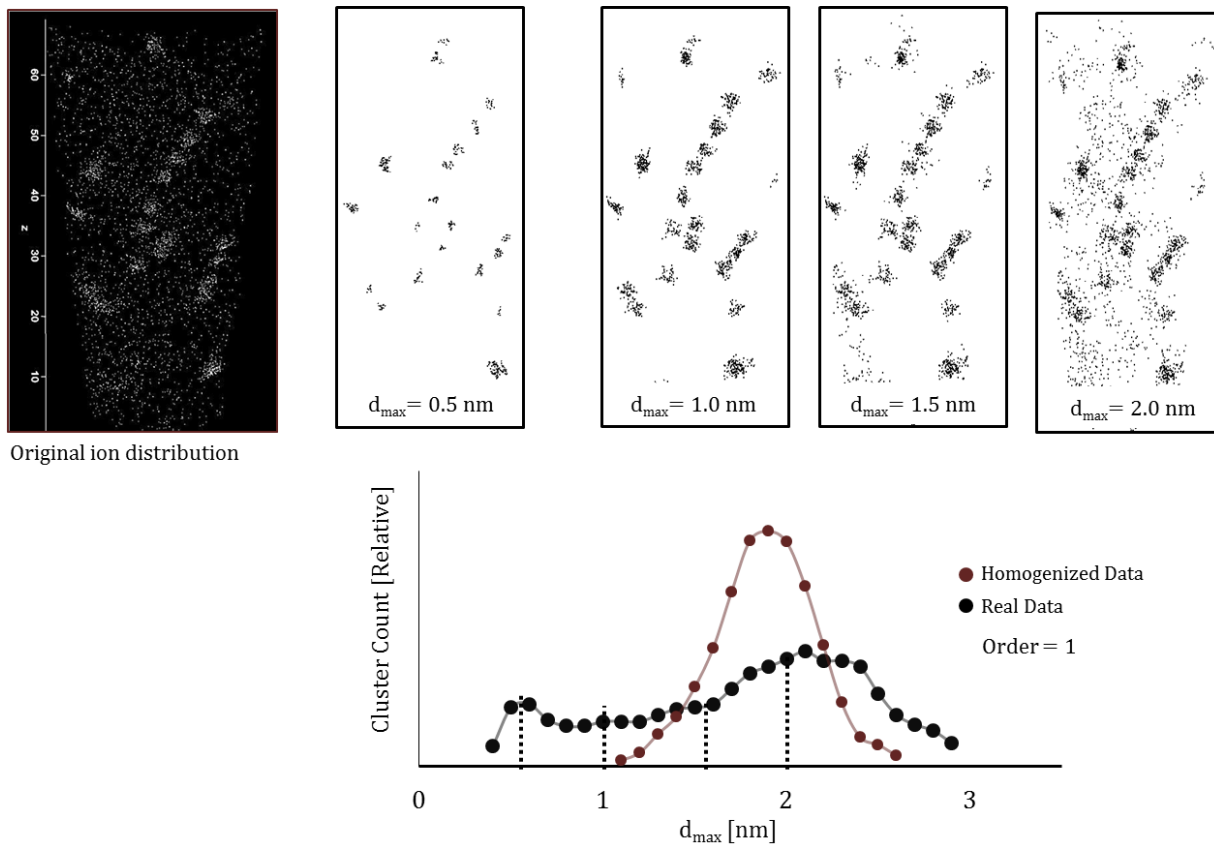 60
50
40
z
30
20
10
Original ion distribution
dmax= 0.5 nm
dmax= 1.0 nm
dmax= 1.5 nm
dmax= 2.0 nm
Cluster Count [Relative]
Homogenized Data
Real Data
Order = 1
0 1 2 3
dmax [nm]